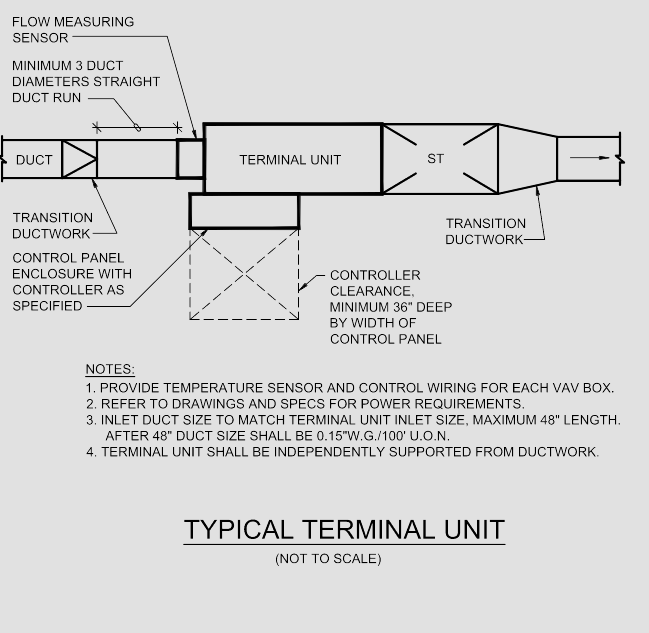 FLOW MEASURING
SENSOR
MINIMUM 3 DUCT
DIAMETERS STRAIGHT
DUCT RUN
DUCT
TERMINAL UNIT
ST
TRANSITION
DUCTWORK
TRANSITION
DUCTWORK
CONTROL PANEL
ENCLOSURE WITH
CONTROLLER AS
SPECIFIED
CONTROLLER
CLEARANCE,
MINIMUM 36" DEEP
BY WIDTH OF
CONTROL PANEL
NOTES:
1. PROVIDE TEMPERATURE SENSOR AND CONTROL WIRING FOR EACH VAV BOX.
2. REFER TO DRAWINGS AND SPECS FOR POWER REQUIREMENTS.
3. INLET DUCT SIZE TO MATCH TERMINAL UNIT INLET SIZE, MAXIMUM 48" LENGTH.
AFTER 48" DUCT SIZE SHALL BE 0.15"W.G./100' U.O.N.
4. TERMINAL UNIT SHALL BE INDEPENDENTLY SUPPORTED FROM DUCTWORK.
TYPICAL TERMINAL UNIT
(NOT TO SCALE)